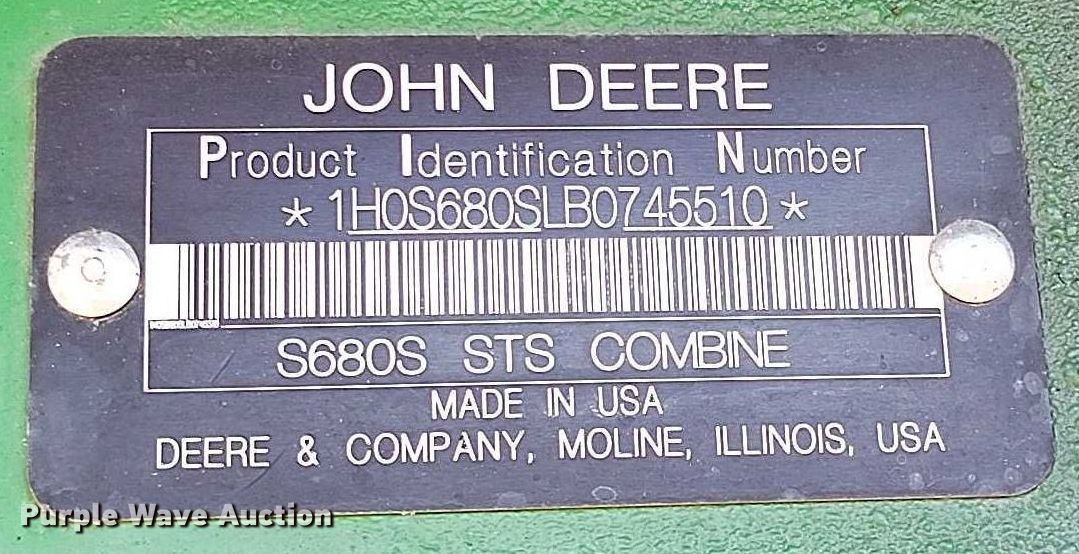 JOHN DEERE
Product Identification Number
*1H0S680SLB0745510*
S680S STS COMBINE
MADE IN USA
DEERE & COMPANY, MOLINE, ILLINOIS, USA
Purple Wave Auction